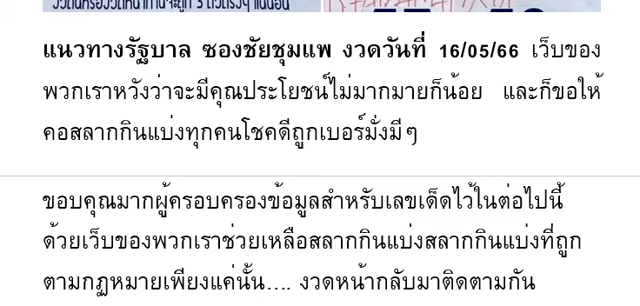 แนวทางรัฐบาล ซองชัยชุมแพ งวดวันที่ 16/05/66 เว็บของ
พวกเราหวังว่าจะมีคุณประโยชน์ไม่มากมายก็น้อย และก็ขอให้
คอสลากกินแบ่งทุกคนโชคดีถูกเบอร์มั่งมีๆ
ขอบคุณมากผู้ครอบครองข้อมูลสำหรับเลขเด็ดไว้ในต่อไปนี้
ด้วยเว็บของพวกเราช่วยเหลือสลากกินแบ่งสลากกินแบ่งที่ถูก
ตามกฎหมายเพียงแค่นั้น.... งวดหน้ากลับมาติดตามกัน